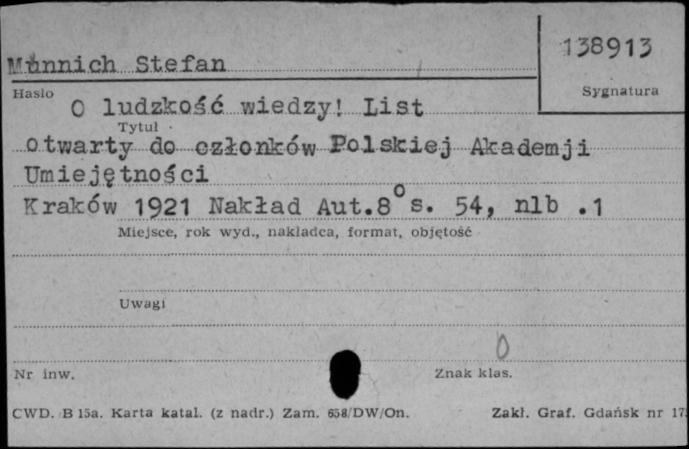 138913
Münnich Stefan
Sygnatura
Hasło
O ludzkość wiedzy! List
Tytuł
otwarty do członków Polskiej Akademji
Umiejętności
Kraków 1921 Nakład Aut.8° s. 54, nlb .1
Miejsce, rok wyd., nakładca, format, objętość
Uwagi
0
Nr inw.
Znak klas.
CWD. B 15a. Karta katal. (z nadr.) Zam. 658/DW/On. Zakł. Graf. Gdańsk nr